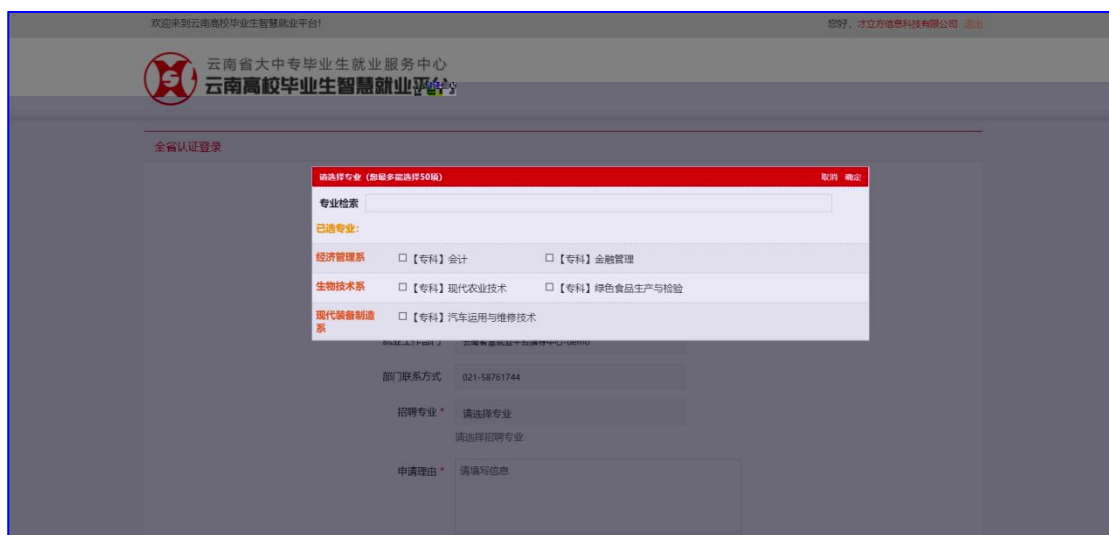 欢迎来到云南高校毕业生智慧就业平台!
您好，才立方信息科技有限公司 退出
云南省大中专毕业生就业服务中心
云南高校毕业生智慧就业平台
全省认证登录
请选择专业（您最多能选择50项） 取消 确定
专业检索
已选专业:
经济管理系 【专科】会计 【专科】金融管理
生物技术系 【专科】现代农业技术 【专科】绿色食品生产与检验
现代装备制造系 【专科】汽车运用与维修技术
部门联系方式 021-58761744
招聘专业 * 请选择专业
请选择招聘专业
申请理由 * 请填写信息